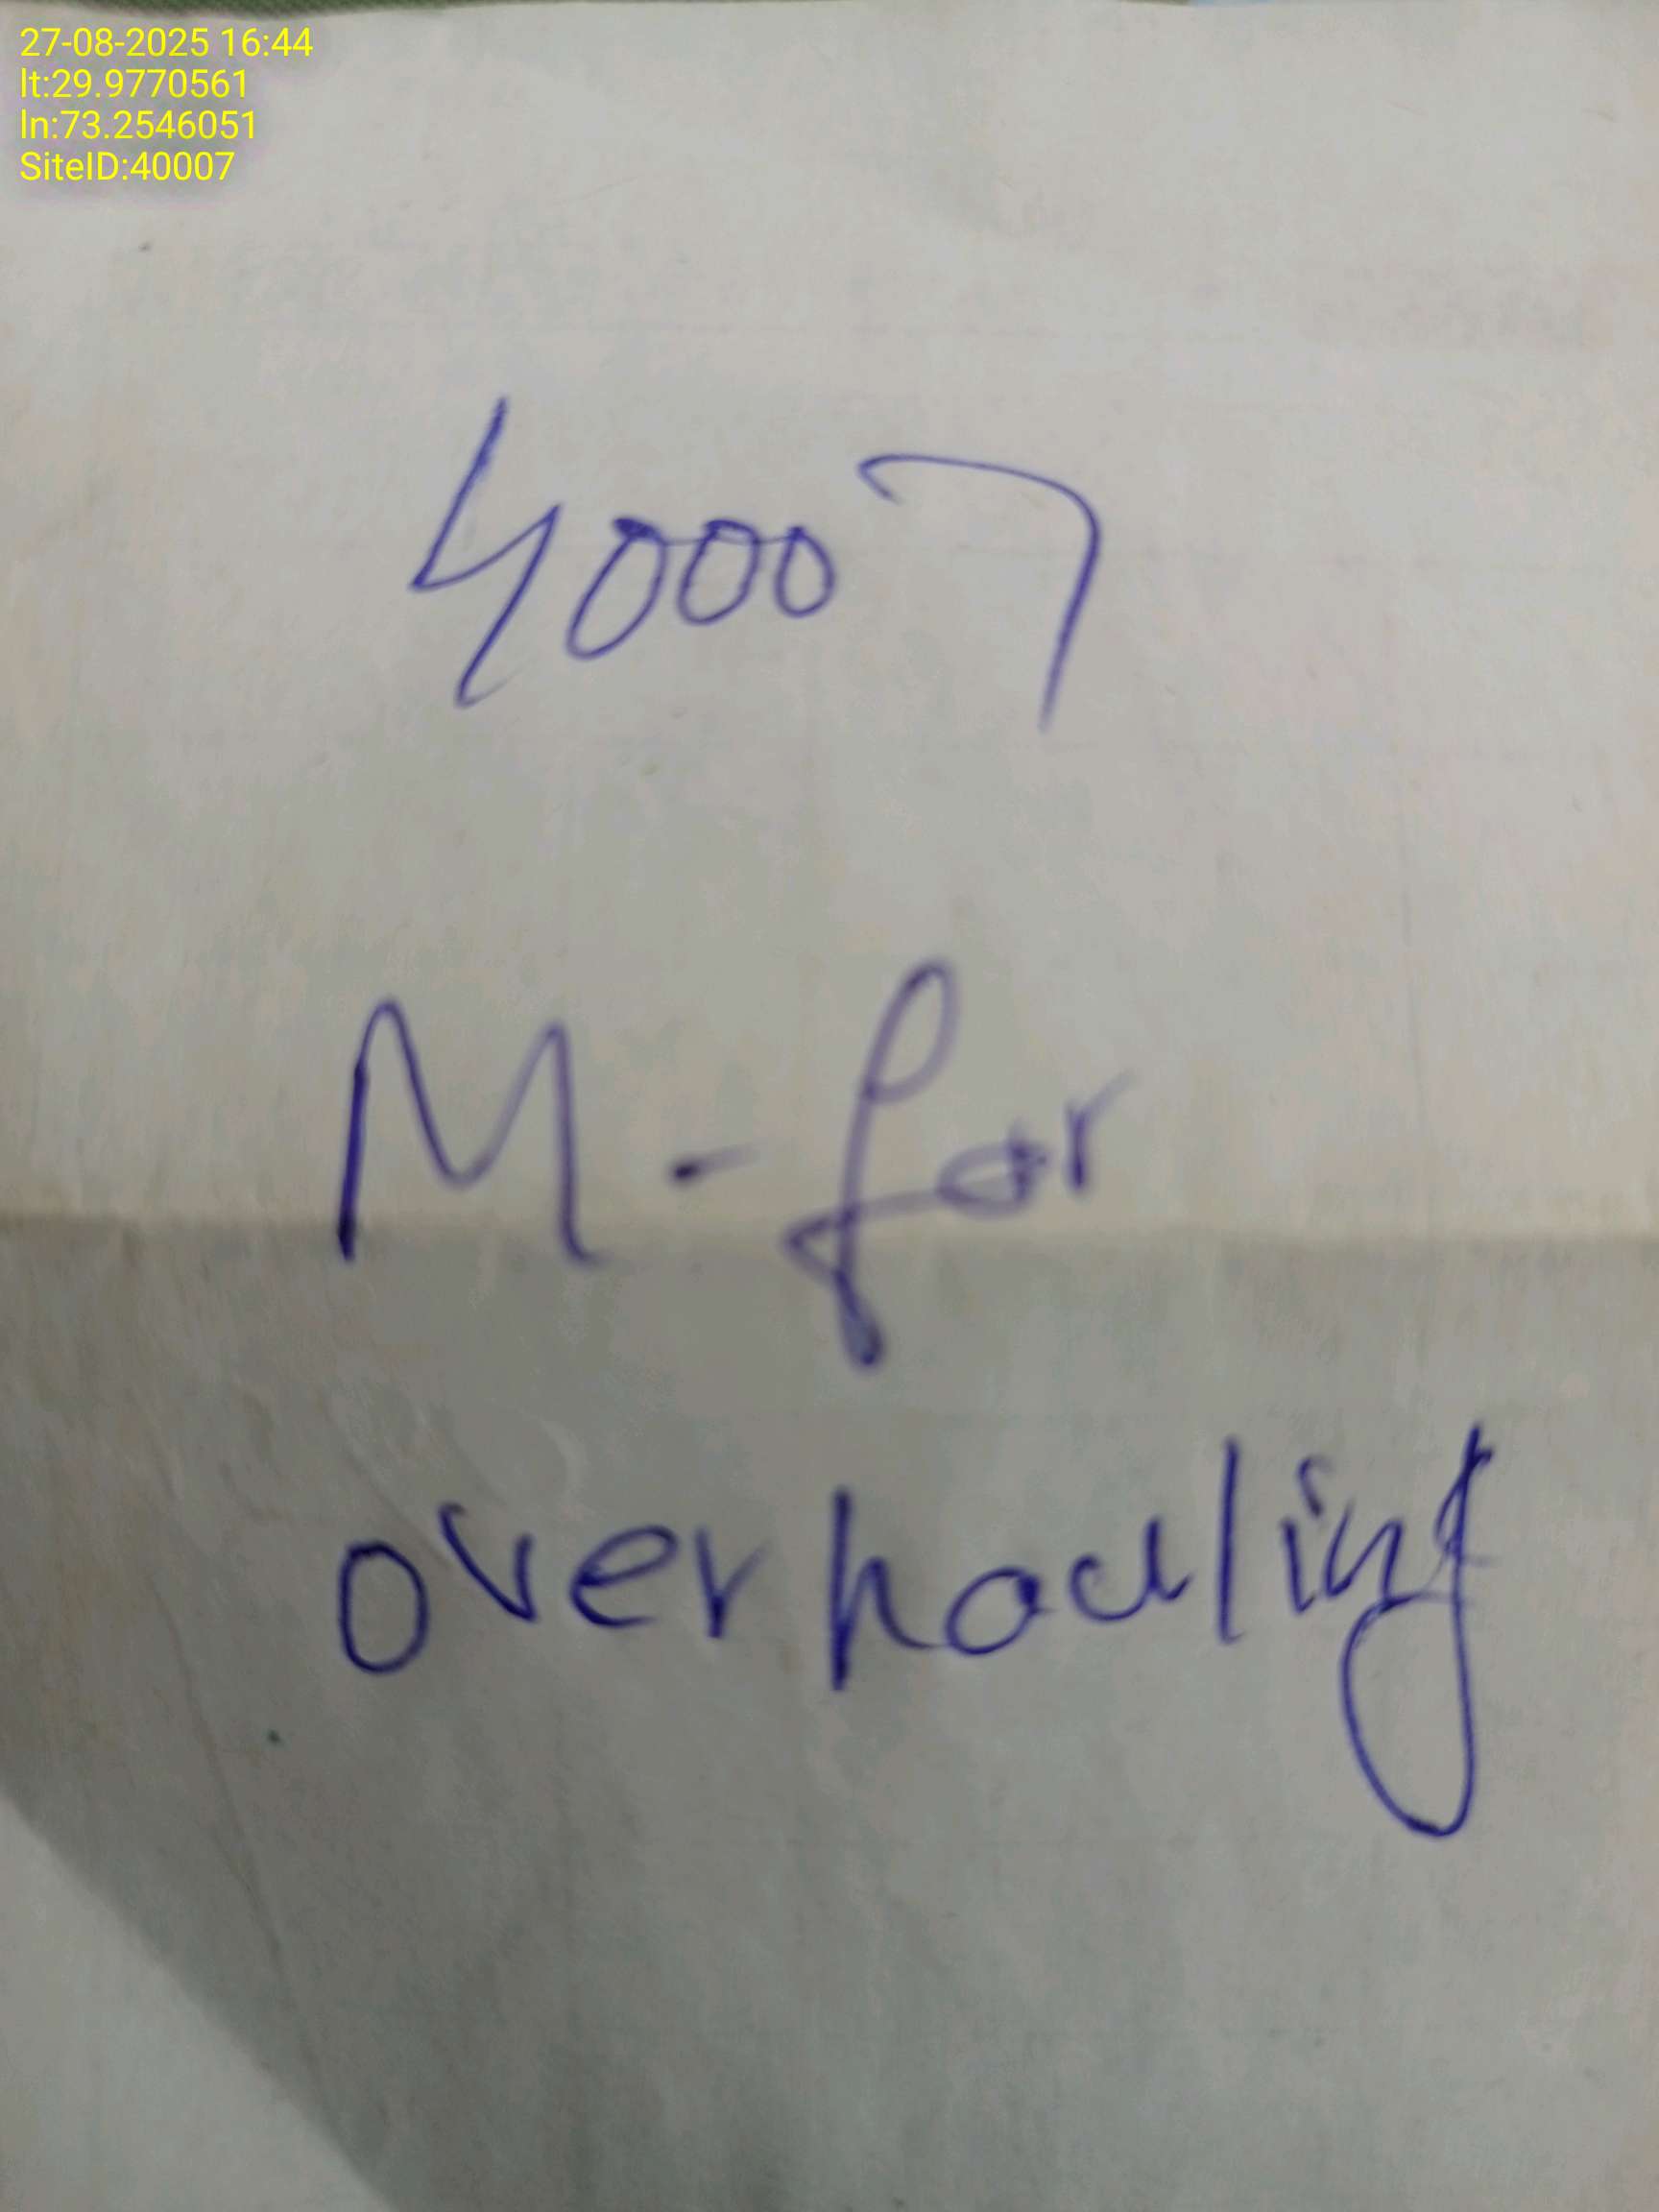 27-08-2025 16:44
lt:29.9770561
ln:73.2546051
SiteID:40007
40007
M-for
overhauling